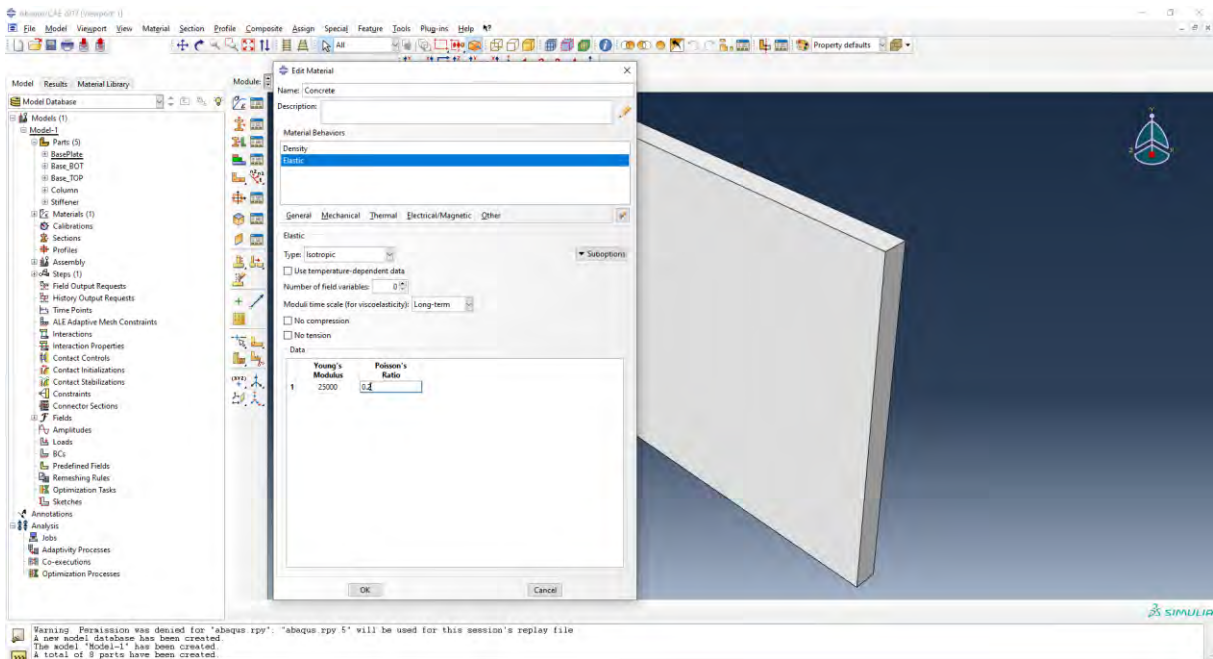 Abaqus/CAE 2017 [Viewport: 1]
File Model Viewport View Material Section Profile Composite Assign Special Feature Tools Plug-ins Help
All
Property defaults
Model Results Material Library
Module:
Model Database
Models (1)
Model-1
Parts (5)
BasePlate
Base_BOT
Base_TOP
Column
Stiffener
Materials (1)
Calibrations
Sections
Profiles
Assembly
Steps (1)
Field Output Requests
History Output Requests
Time Points
ALE Adaptive Mesh Constraints
Interactions
Interaction Properties
Contact Controls
Contact Initializations
Contact Stabilizations
Constraints
Connector Sections
Fields
Amplitudes
Loads
BCs
Predefined Fields
Remeshing Rules
Optimization Tasks
Sketches
Annotations
Analysis
Jobs
Adaptivity Processes
Co-executions
Optimization Processes
Edit Material
Name: Concrete
Description:
Material Behaviors
Density
Elastic
General Mechanical Thermal Electrical/Magnetic Other
Elastic
Type: Isotropic
Suboptions
Use temperature-dependent data
Number of field variables: 0
Moduli time scale (for viscoelasticity): Long-term
No compression
No tension
Data
Young's Poisson's
Modulus Ratio
1 25000 0.2
OK Cancel
Y
Z X
SIMULIA
Warning: Permission was denied for "abaqus.rpy"; "abaqus.rpy.5" will be used for this session's replay file
A new model database has been created.
The model "Model-1" has been created.
A total of 8 parts have been created.